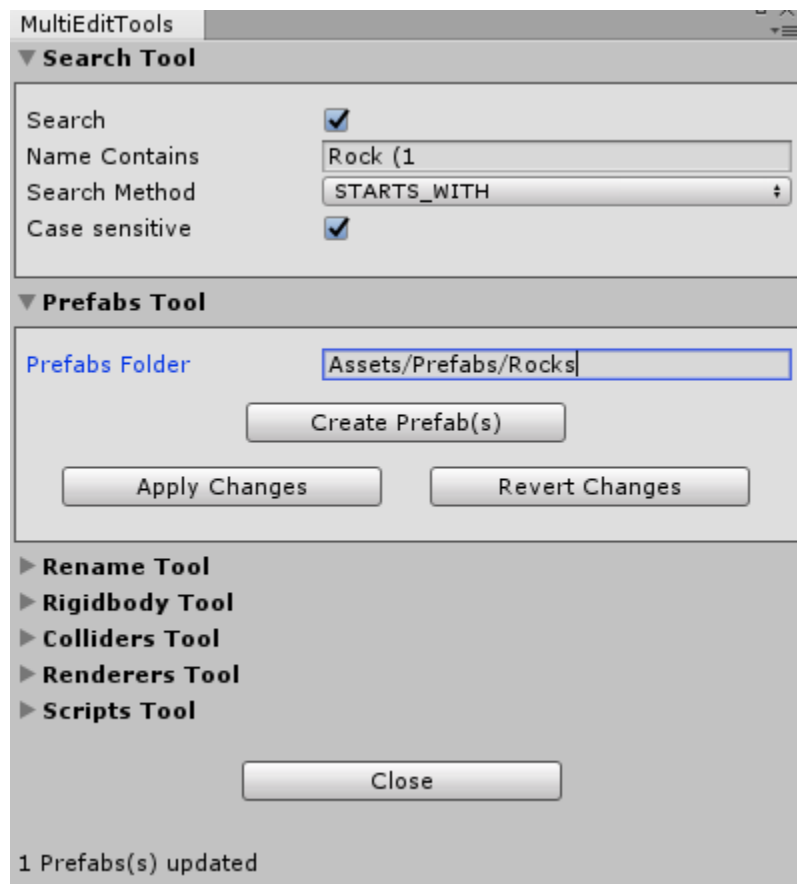 MultiEditTools
Search Tool
Search
Name Contains Rock (1
Search Method STARTS_WITH
Case sensitive
Prefabs Tool
Prefabs Folder Assets/Prefabs/Rocks
Create Prefab(s)
Apply Changes Revert Changes
Rename Tool
Rigidbody Tool
Colliders Tool
Renderers Tool
Scripts Tool
Close
1 Prefabs(s) updated